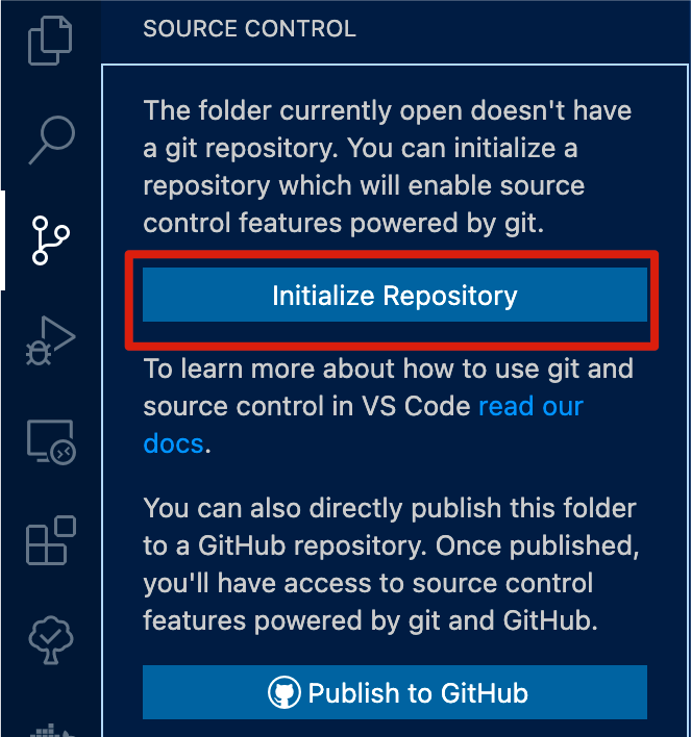 SOURCE CONTROL
The folder currently open doesn't have
a git repository. You can initialize a
repository which will enable source
control features powered by git.
Initialize Repository
To learn more about how to use git and
source control in VS Code read our
docs.
You can also directly publish this folder
to a GitHub repository. Once published,
you'll have access to source control
features powered by git and GitHub.
Publish to GitHub